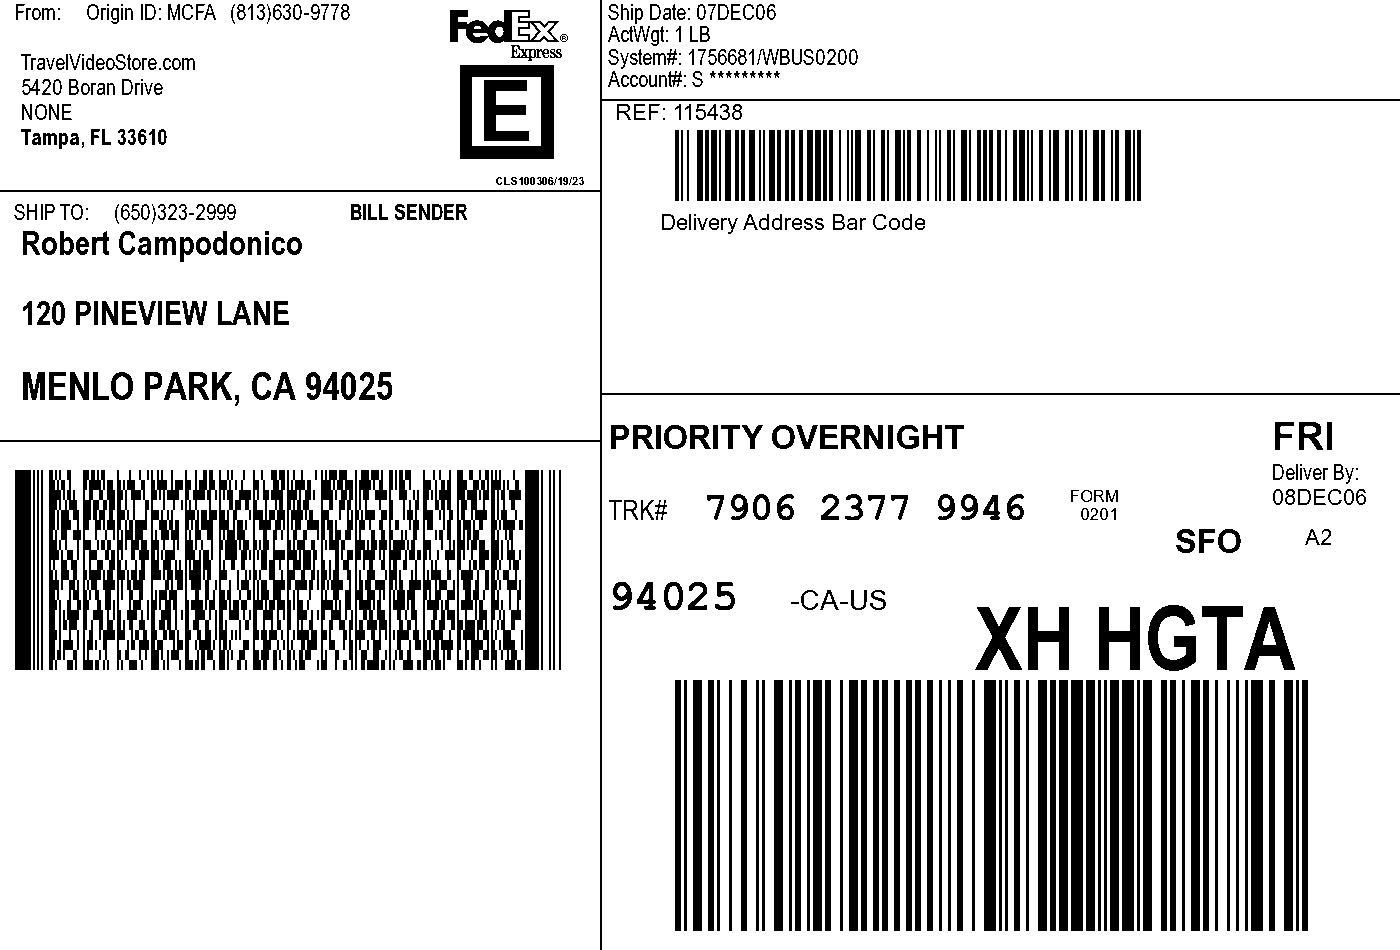 From: Origin ID: MCFA (813)630-9778
TravelVideoStore.com
5420 Boran Drive
NONE
Tampa, FL 33610
FedEx®
Express
E
CLS100306/19/23
Ship Date: 07DEC06
ActWgt: 1 LB
System#: 1756681/WBUS0200
Account#: S *********
REF: 115438
Delivery Address Bar Code
SHIP TO: (650)323-2999 BILL SENDER
Robert Campodonico
120 PINEVIEW LANE
MENLO PARK, CA 94025
PRIORITY OVERNIGHT
FRI
Deliver By:
08DEC06
TRK# 7906 2377 9946
FORM
0201
SFO
A2
94025 -CA-US
XH HGTA